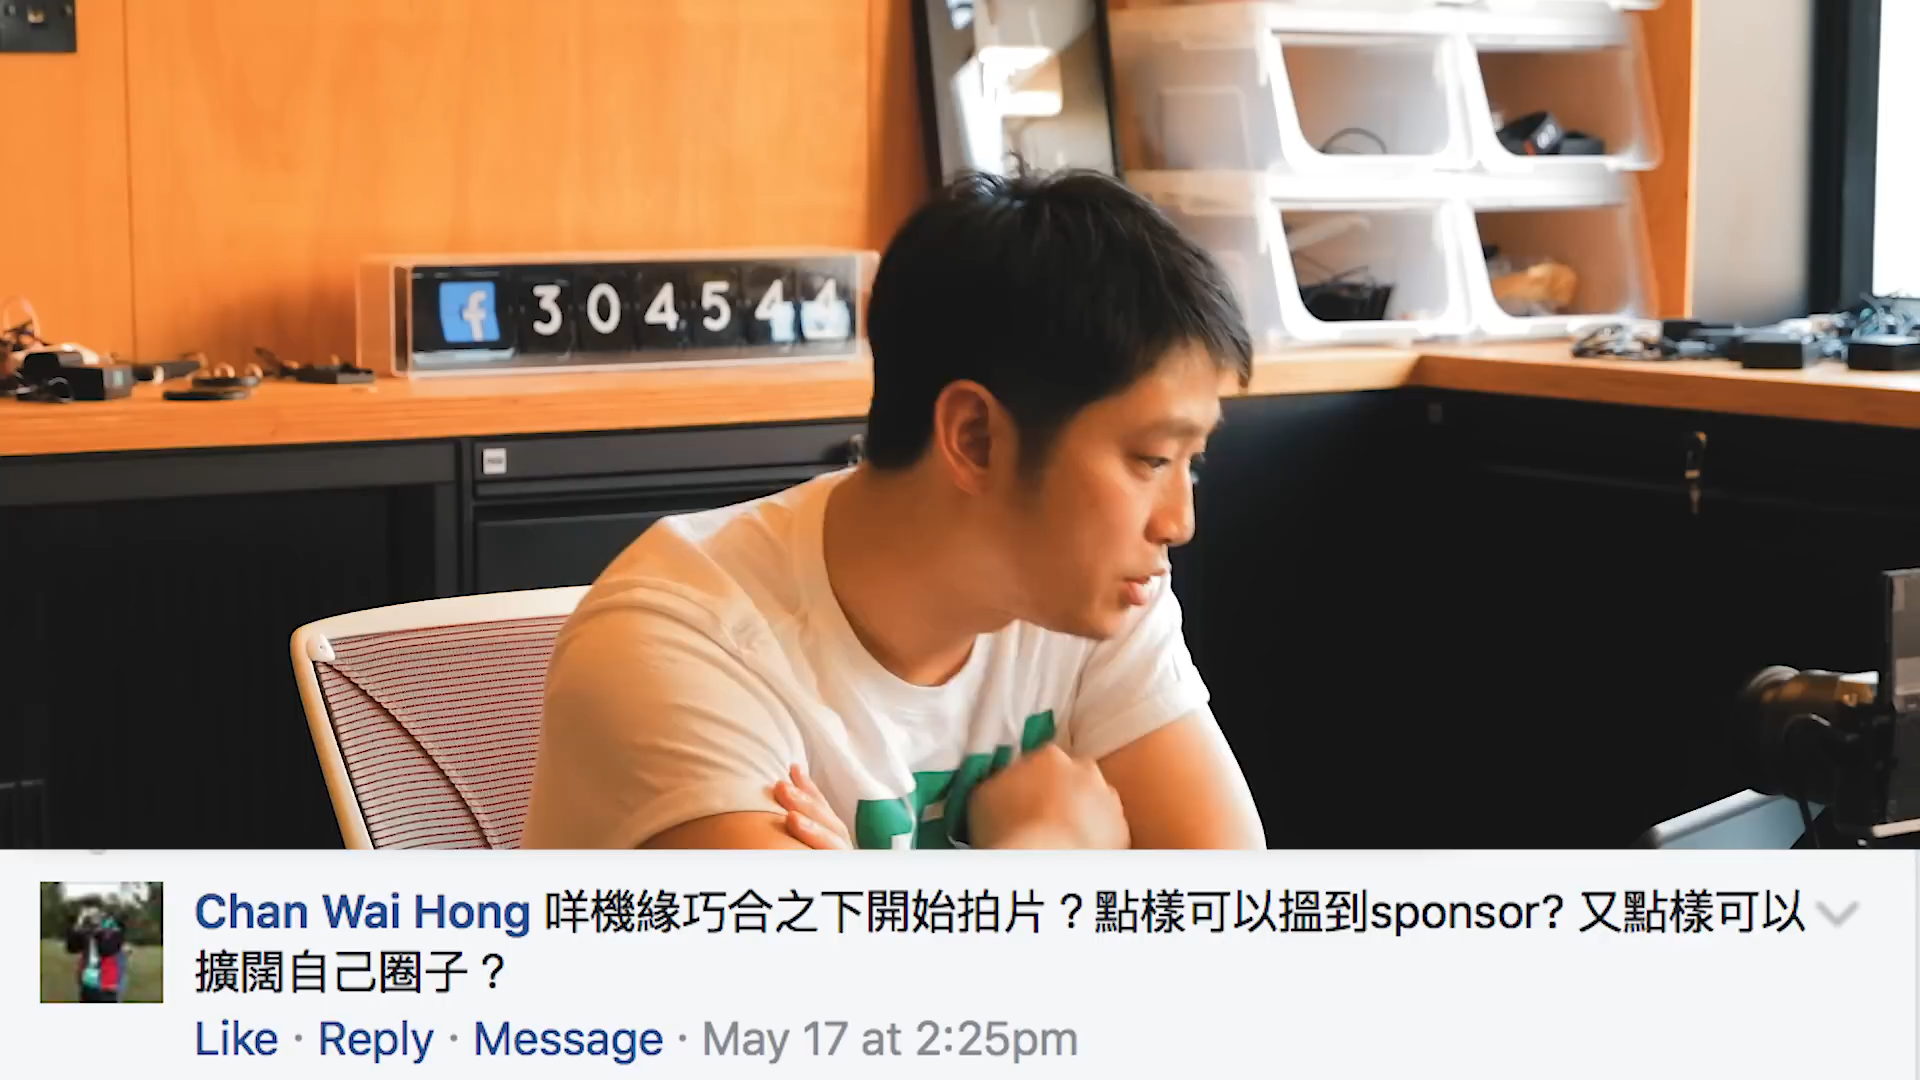 304544
Chan Wai Hong 咩機緣巧合之下開始拍片？點樣可以搵到sponsor? 又點樣可以
擴闊自己圈子？
Like · Reply · Message · May 17 at 2:25pm